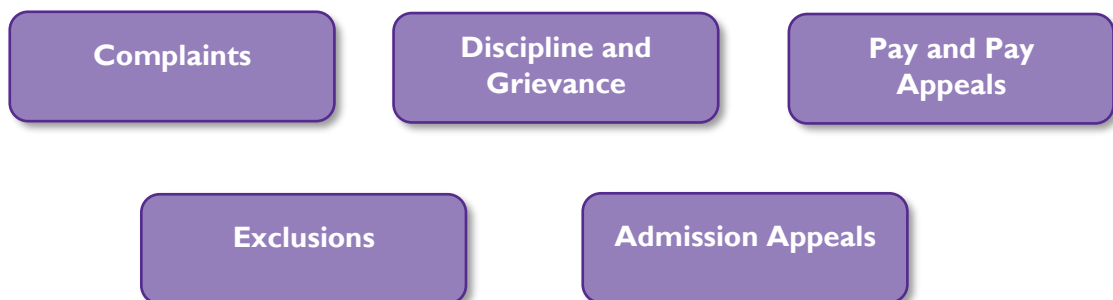 Complaints
Discipline and
Grievance
Pay and Pay
Appeals
Exclusions
Admission Appeals